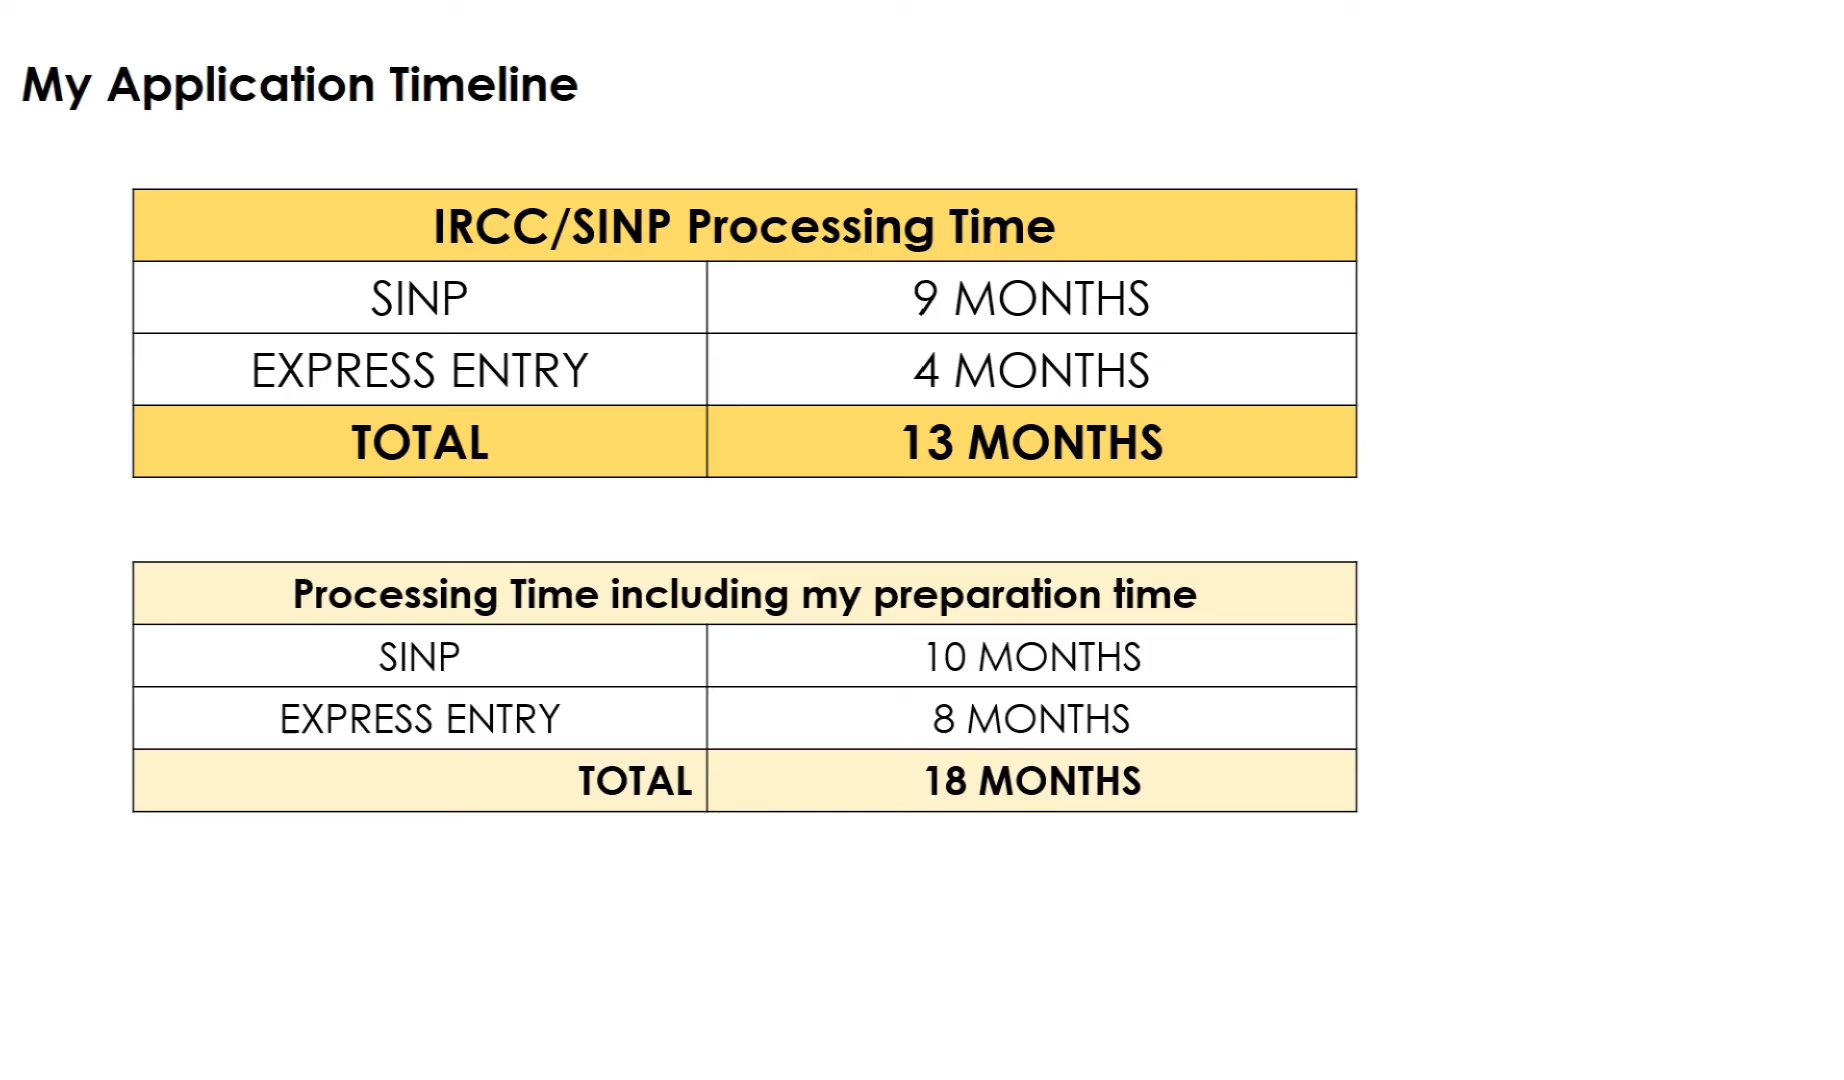 My Application Timeline
IRCC/SINP Processing Time
SINP 9 MONTHS
EXPRESS ENTRY 4 MONTHS
TOTAL 13 MONTHS
Processing Time including my preparation time
SINP 10 MONTHS
EXPRESS ENTRY 8 MONTHS
TOTAL 18 MONTHS